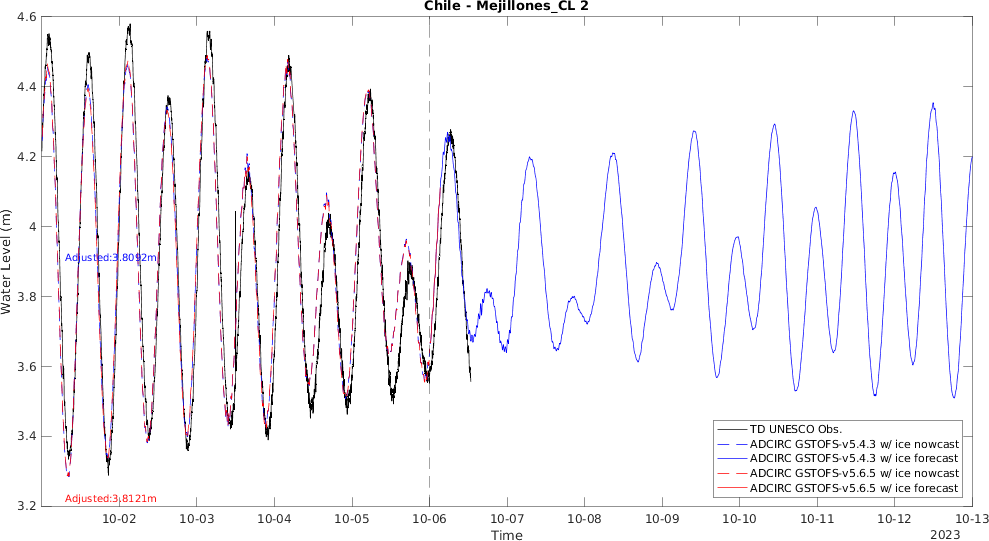 Chile - Mejillones_CL 2
4.6
4.4
4.2
4
3.8
3.6
3.4
3.2
Water Level (m)
Adjusted:3.8092m
Adjusted:3.8121m
TD UNESCO Obs.
ADCIRC GSTOFS-v5.4.3 w/ ice nowcast
ADCIRC GSTOFS-v5.4.3 w/ ice forecast
ADCIRC GSTOFS-v5.6.5 w/ ice nowcast
ADCIRC GSTOFS-v5.6.5 w/ ice forecast
10-02 10-03 10-04 10-05 10-06 10-07 10-08 10-09 10-10 10-11 10-12 10-13
Time
2023